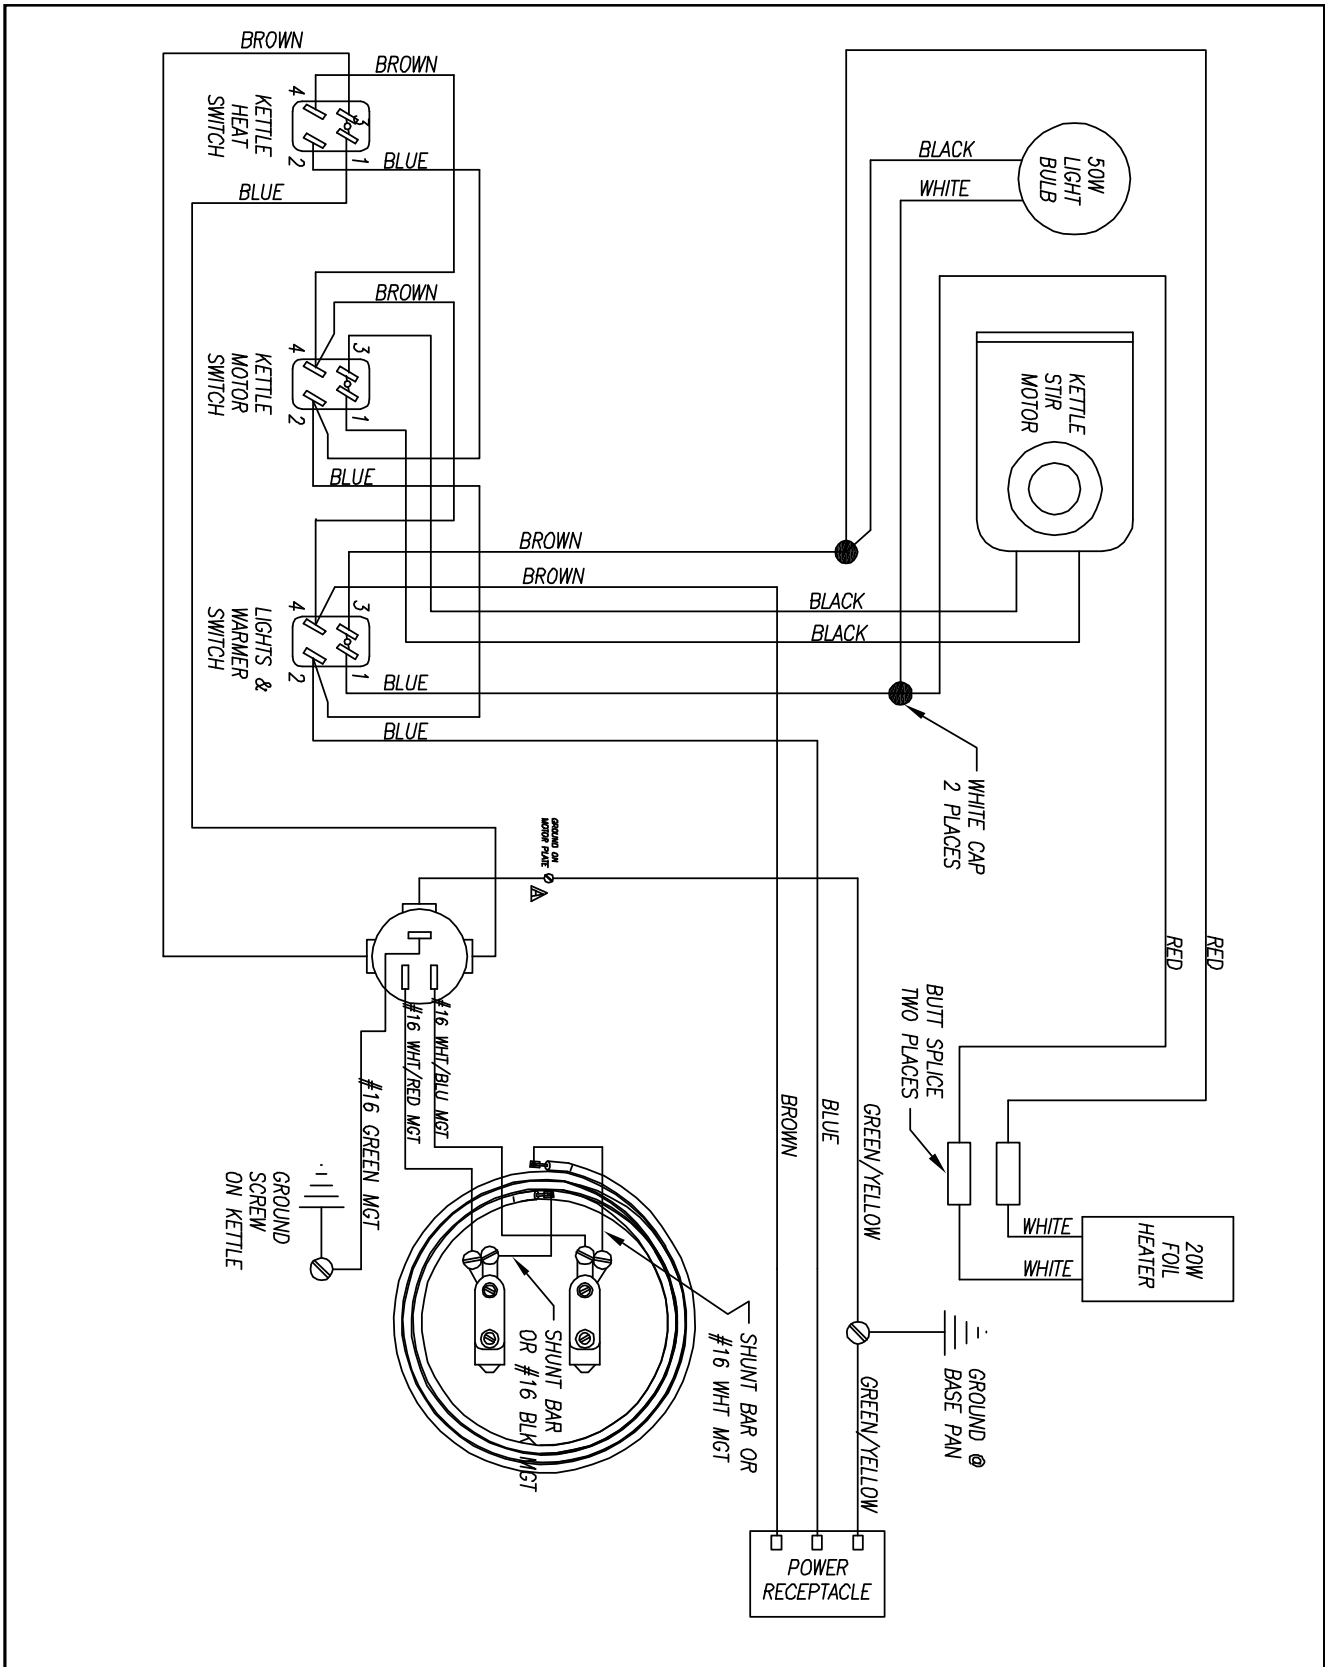 BROWN
BROWN
KETTLE
HEAT
SWITCH
4
3
2
1
BLUE
BLUE
BLACK
WHITE
50W
LIGHT
BULB
BROWN
KETTLE
MOTOR
SWITCH
4
3
2
1
BLUE
KETTLE
STIR
MOTOR
BROWN
BROWN
BLACK
BLACK
LIGHTS &
WARMER
SWITCH
4
3
2
1
BLUE
BLUE
WHITE CAP
2 PLACES
GROUND ON
MOTOR PLATE
A
RED
RED
BUTT SPLICE
TWO PLACES
#16 WHT/BLU MGT
#16 WHT/RED MGT
#16 GREEN MGT
GROUND
SCREW
ON KETTLE
BROWN
BLUE
GREEN/YELLOW
WHITE
WHITE
20W
FOIL
HEATER
SHUNT BAR
OR #16 BLK MGT
SHUNT BAR OR
#16 WHT MGT
GREEN/YELLOW
GROUND @
BASE PAN
POWER
RECEPTACLE